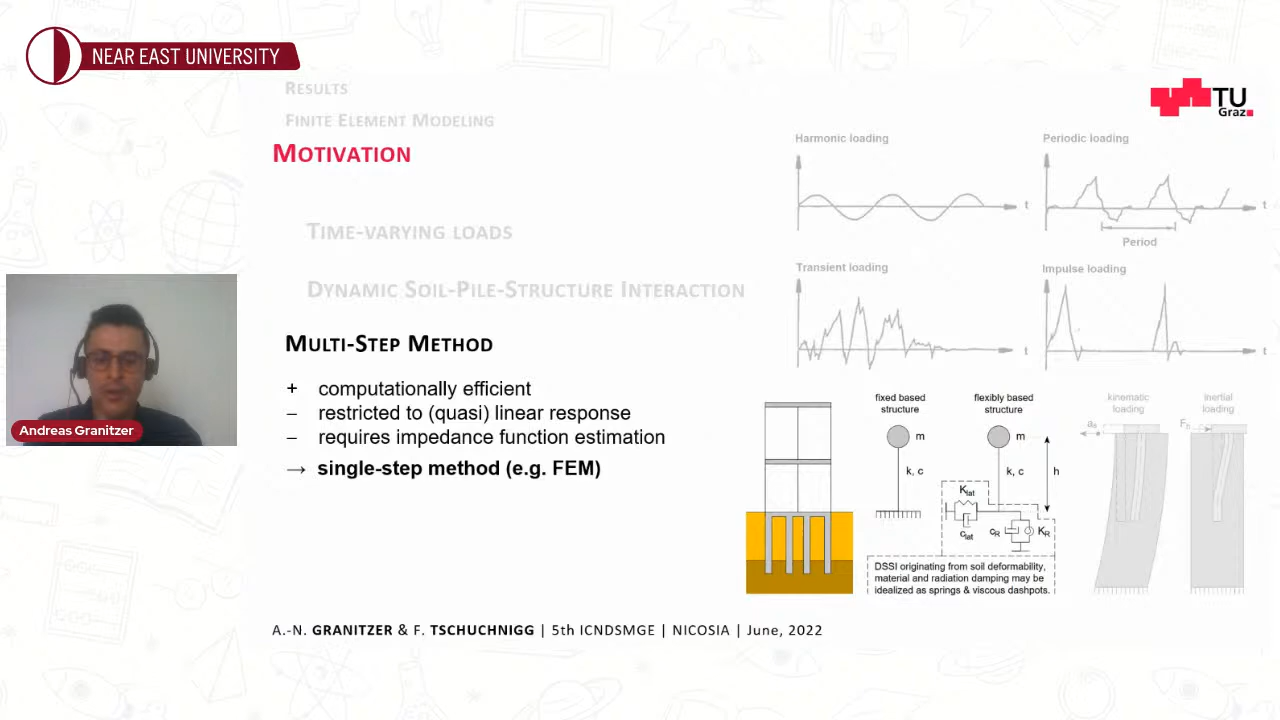 NEAR EAST UNIVERSITY
TU
Graz
RESULTS
FINITE ELEMENT MODELING
MOTIVATION
TIME-VARYING LOADS
DYNAMIC SOIL-PILE-STRUCTURE INTERACTION
MULTI-STEP METHOD
+ computationally efficient
– restricted to (quasi) linear response
– requires impedance function estimation
→ single-step method (e.g. FEM)
Andreas Granitzer
Harmonic loading
t
Periodic loading
t
Period
Transient loading
t
Impulse loading
t
fixed based
structure
m
k, c
flexibly based
structure
m
k, c
h
Klat
clat
cR
KR
DSSI originating from soil deformability,
material and radiation damping may be
idealized as springs & viscous dashpots.
kinematic
loading
inertial
loading
A.-N. GRANITZER & F. TSCHUCHNIGG | 5th ICNDSMGE | NICOSIA | June, 2022